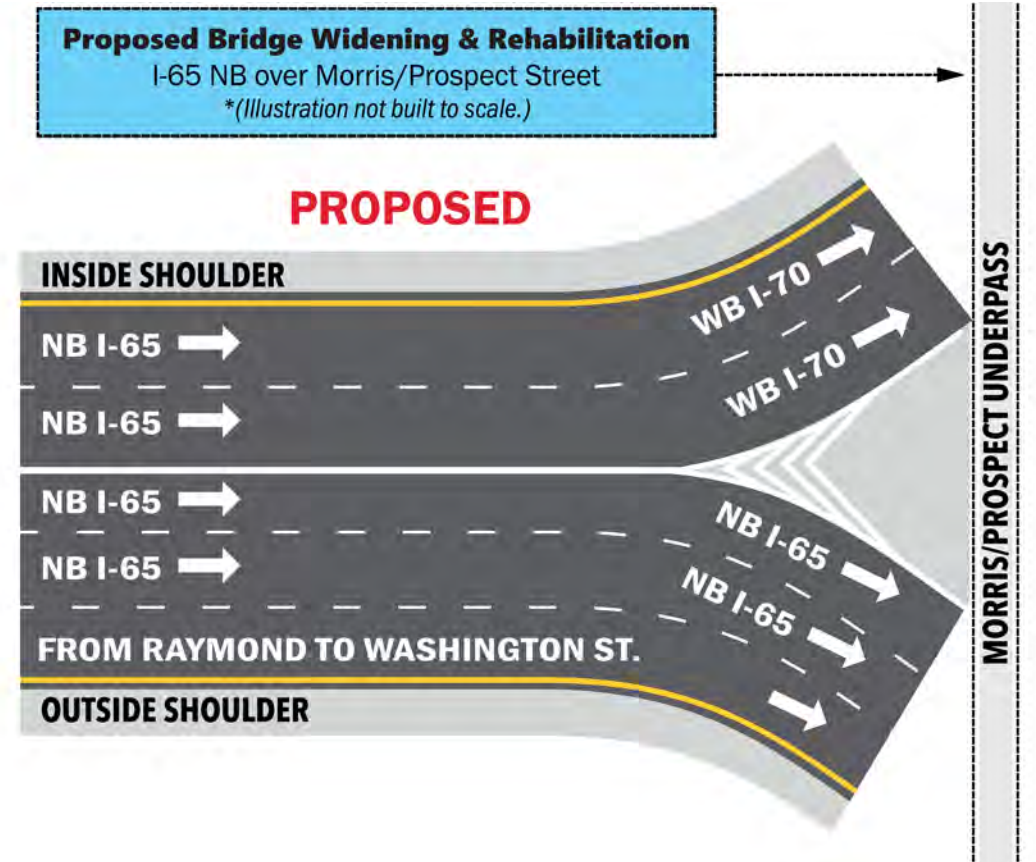 Proposed Bridge Widening & Rehabilitation
I-65 NB over Morris/Prospect Street
*(Illustration not built to scale.)
PROPOSED
INSIDE SHOULDER
NB I-65
NB I-65
NB I-65
NB I-65
FROM RAYMOND TO WASHINGTON ST.
OUTSIDE SHOULDER
WB I-70
WB I-70
NB I-65
NB I-65
MORRIS/PROSPECT UNDERPASS